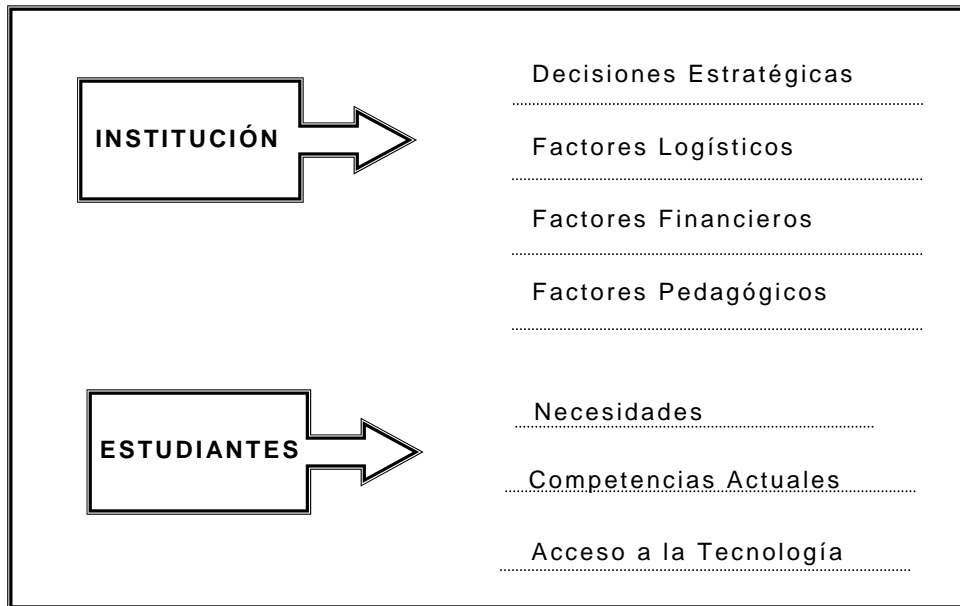 INSTITUCIÓN
Decisiones Estratégicas
Factores Logísticos
Factores Financieros
Factores Pedagógicos
ESTUDIANTES
Necesidades
Competencias Actuales
Acceso a la Tecnología